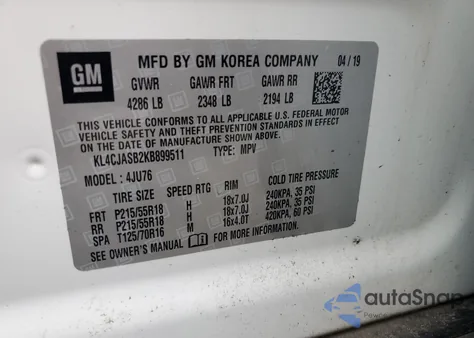 GM
MFD BY GM KOREA COMPANY 04 / 19
GVWR GAWR FRT GAWR RR
4286 LB 2348 LB 2194 LB
THIS VEHICLE CONFORMS TO ALL APPLICABLE U.S. FEDERAL MOTOR
VEHICLE SAFETY, BUMPER, AND THEFT PREVENTION STANDARDS IN
EFFECT ON THE DATE OF MANUFACTURE SHOWN ABOVE.
KL4CJASB2KB899511 TYPE: MPV
MODEL : 4JU76
TIRE SIZE SPEED RTG RIM COLD TIRE PRESSURE
FRT P215/55R18 H 18x7.0J 240KPA, 35 PSI
RR P215/55R18 H 18x7.0J 240KPA, 35 PSI
SPA T125/70R16 M 16x4.0T 420KPA, 60 PSI
SEE OWNER'S MANUAL FOR MORE INFORMATION.
autoSnap
Powered by